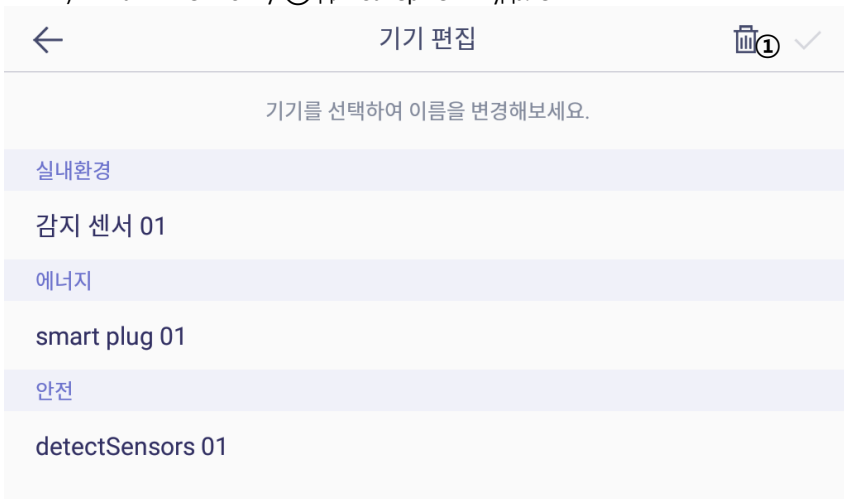 기기 편집
①
기기를 선택하여 이름을 변경해보세요.
실내환경
감지 센서 01
에너지
smart plug 01
안전
detectSensors 01